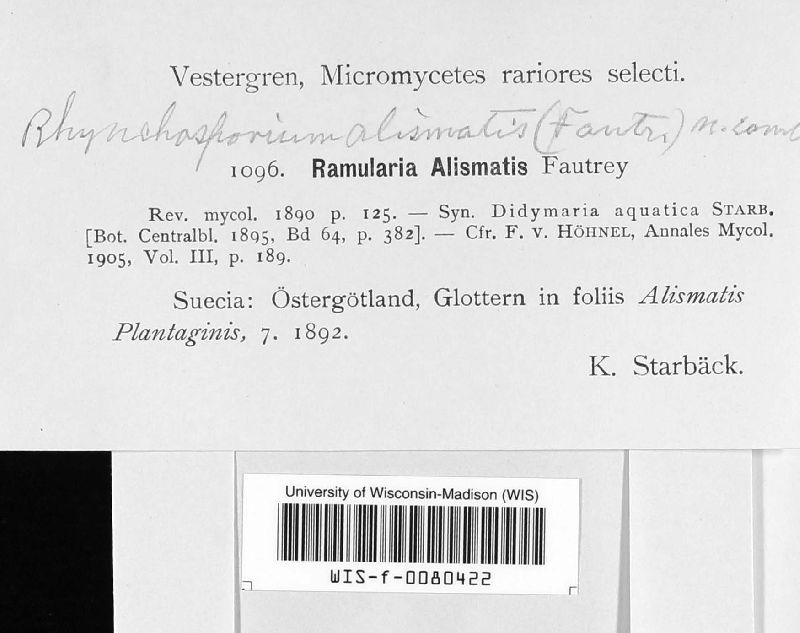 Vestergren, Micromycetes rariores selecti.
Rhynchosporium alismatis (Fautr.) n. comb
1096. Ramularia Alismatis Fautrey
Rev. mycol. 1890 p. 125. — Syn. Didymaria aquatica STARB.
[Bot. Centralbl. 1895, Bd 64, p. 382]. — Cfr. F. v. HÖHNEL, Annales Mycol.
1905, Vol. III, p. 189.
Suecia: Östergötland, Glottern in foliis Alismatis
Plantaginis, 7. 1892.
K. Starbäck.
University of Wisconsin-Madison (WIS)
WIS-f-0080422